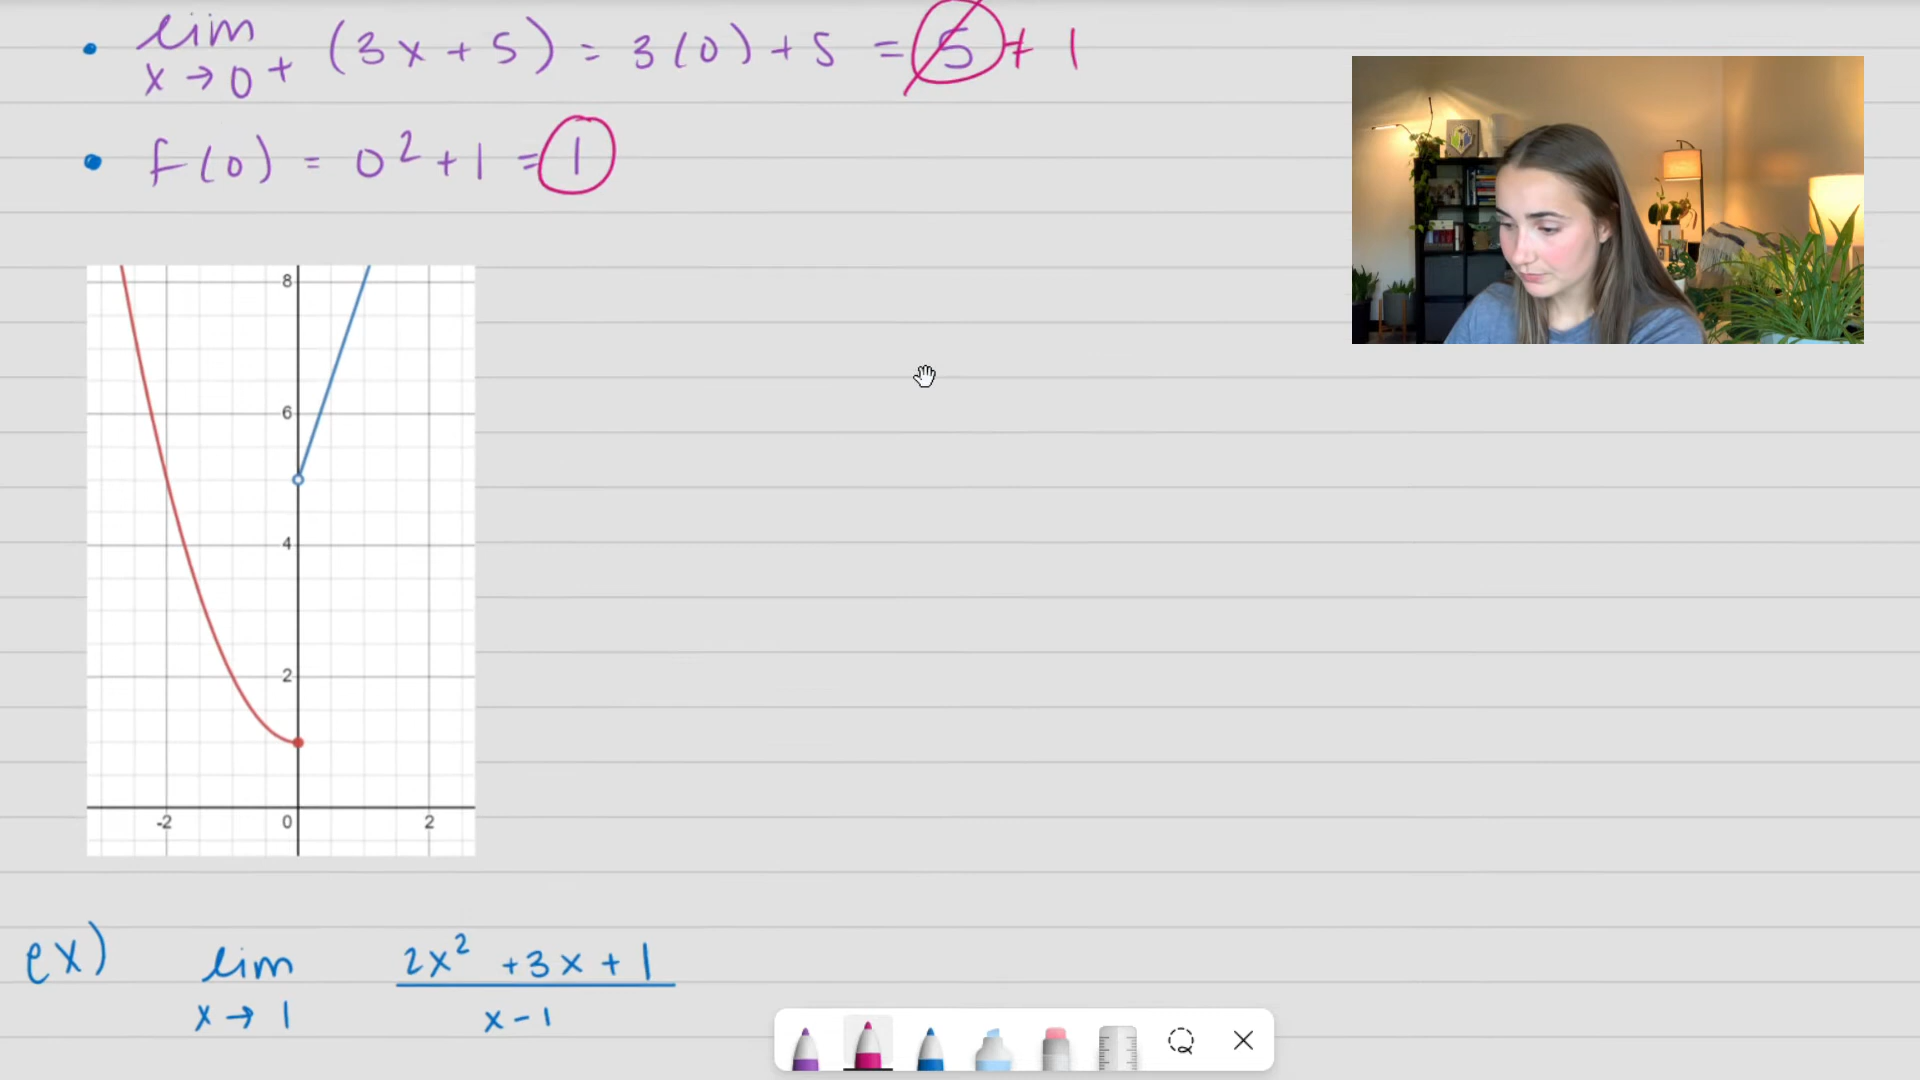 • lim (3x + 5) = 3(0) + 5 = 5 ≠ 1
x → 0+
• f(0) = 0² + 1 = 1
8
6
4
2
-2 0 2
ex) lim 2x² + 3x + 1
x → 1 x - 1